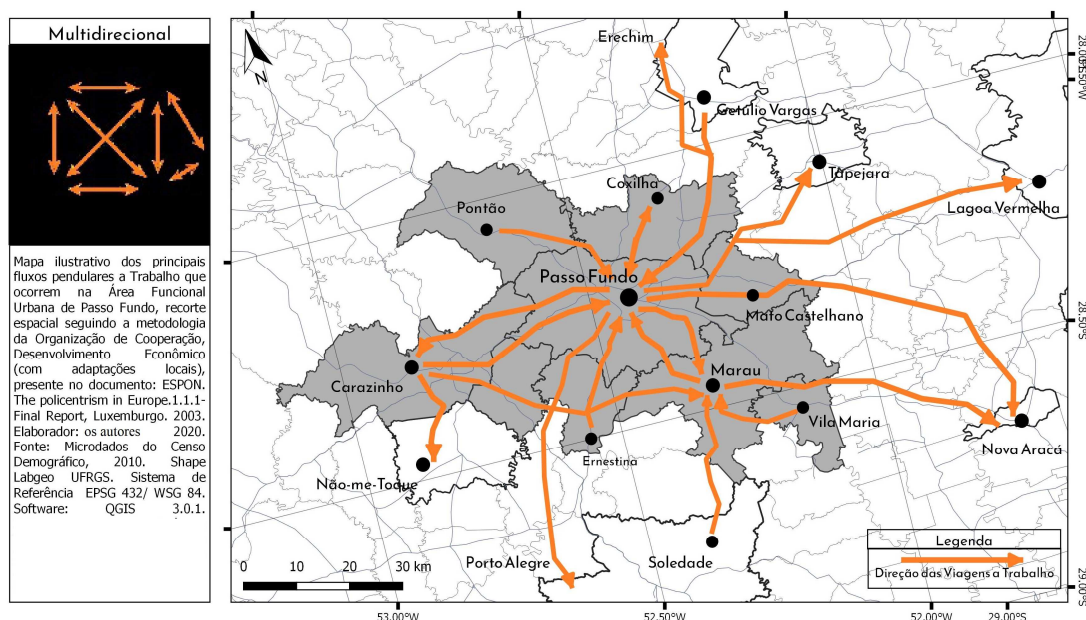 Multidirecional
Mapa ilustrativo dos principais
fluxos pendulares a Trabalho que
ocorrem na Área Funcional
Urbana de Passo Fundo, recorte
espacial seguindo a metodologia
da Organização de Cooperação,
Desenvolvimento Econômico
(com adaptações locais),
presente no documento: ESPON.
The policentrism in Europe.1.1.1-
Final Report, Luxemburgo. 2003.
Elaborador: os autores 2020.
Fonte: Microdados do Censo
Demográfico, 2010. Shape
Labgeo UFRGS. Sistema de
Referência EPSG 432/ WSG 84.
Software: QGIS 3.0.1.
N
Erechim
Getúlio Vargas
Tapejara
Coxilha
Pontão
Lagoa Vermelha
Passo Fundo
Mato Castelhano
Marau
Carazinho
Vila Maria
Nova Araçá
Ernestina
Não-me-Toque
Soledade
Porto Alegre
0 10 20 30 km
Legenda
Direção das Viagens a Trabalho
28.50°S
29.00°S
53.00°W
52.50°W
52.00°W
29.00°S